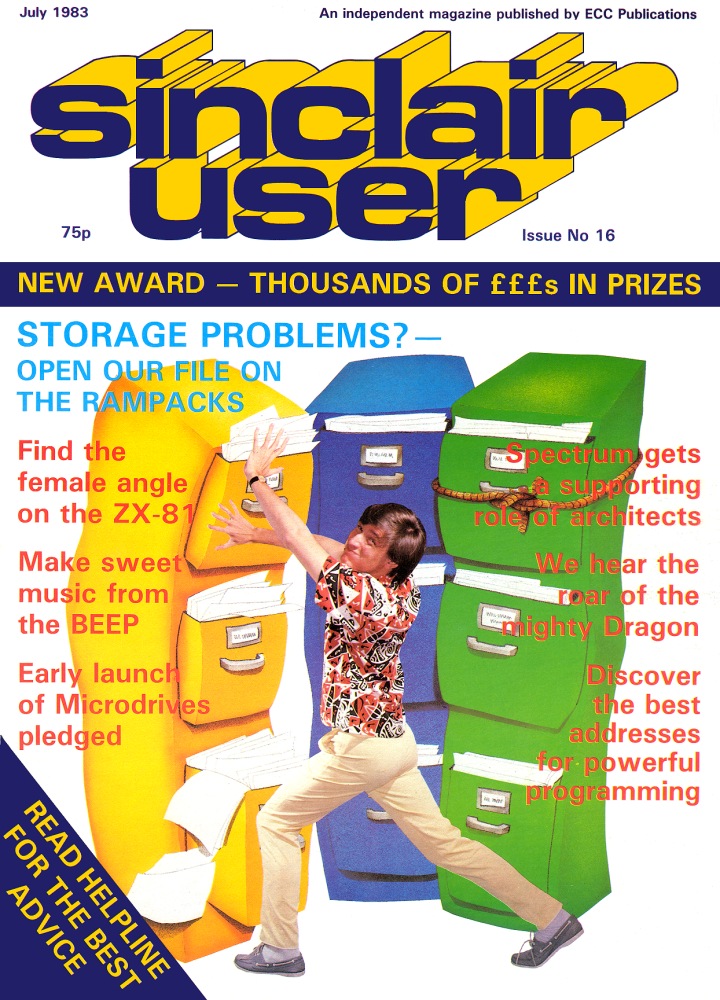 July 1983
An independent magazine published by ECC Publications
sinclair
user
75p
Issue No 16
NEW AWARD — THOUSANDS OF £££s IN PRIZES
STORAGE PROBLEMS?—
OPEN OUR FILE ON
THE RAMPACKS
Find the
female angle
on the ZX-81
Make sweet
music from
the BEEP
Early launch
of Microdrives
pledged
Spectrum gets
a supporting
role of architects
We hear the
roar of the
mighty Dragon
Discover
the best
addresses
for powerful
programming
READ HELPLINE
FOR THE BEST
ADVICE